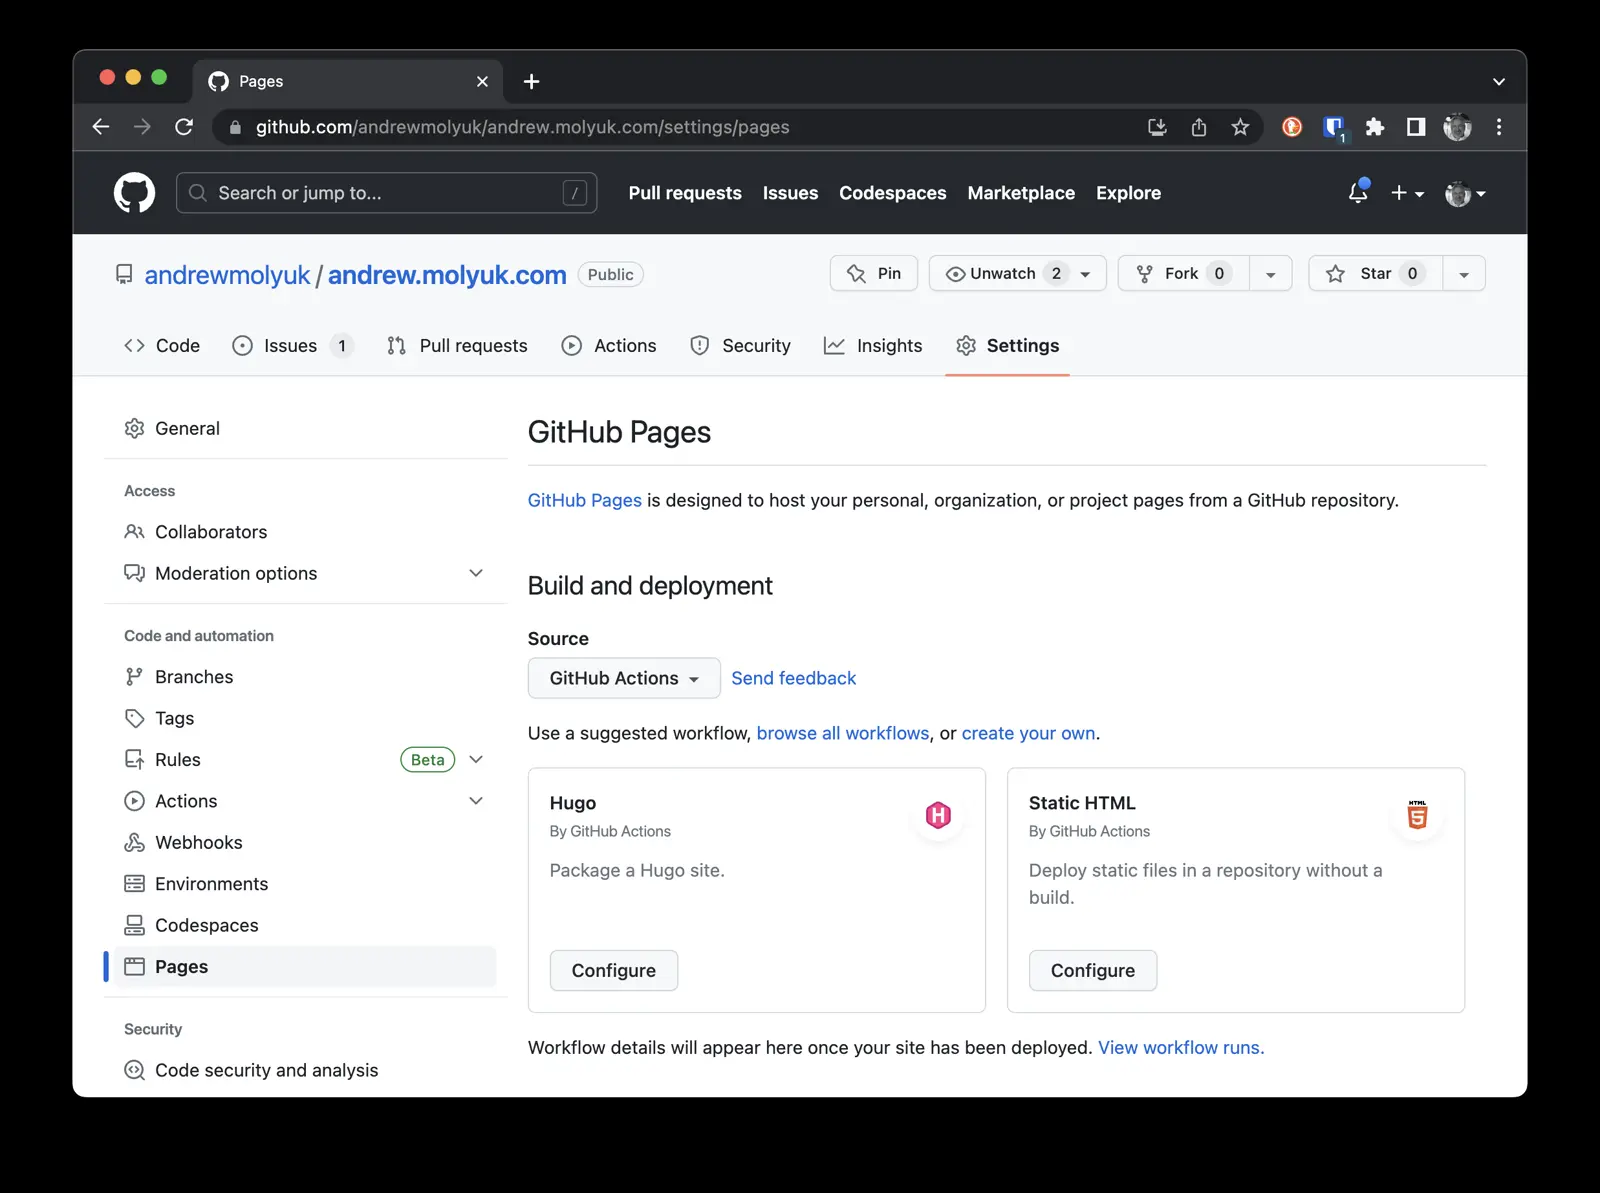 Pages
github.com/andrewmolyuk/andrew.molyuk.com/settings/pages
1
Search or jump to... /
Pull requests Issues Codespaces Marketplace Explore
andrewmolyuk / andrew.molyuk.com Public
Pin Unwatch 2 Fork 0 Star 0
Code Issues 1 Pull requests Actions Security Insights Settings
General
Access
Collaborators
Moderation options
Code and automation
Branches
Tags
Rules Beta
Actions
Webhooks
Environments
Codespaces
Pages
Security
Code security and analysis
GitHub Pages
GitHub Pages is designed to host your personal, organization, or project pages from a GitHub repository.
Build and deployment
Source
GitHub Actions Send feedback
Use a suggested workflow, browse all workflows, or create your own.
Hugo
By GitHub Actions
H
Package a Hugo site.
Configure
Static HTML
By GitHub Actions
HTML
5
Deploy static files in a repository without a
build.
Configure
Workflow details will appear here once your site has been deployed. View workflow runs.